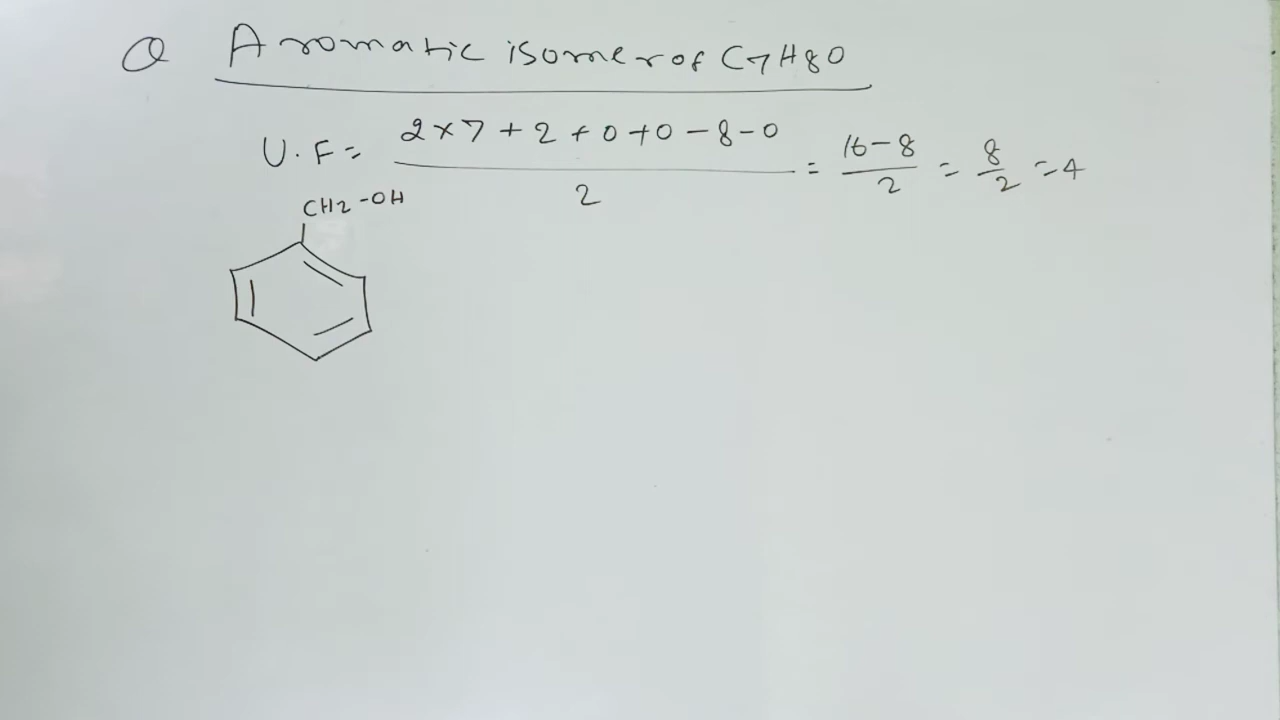 Q Aromatic isomer of C7H8O
U.F = 2×7+2+0+0-8-0 / 2 = 16-8 / 2 = 8/2 = 4
CH2-OH